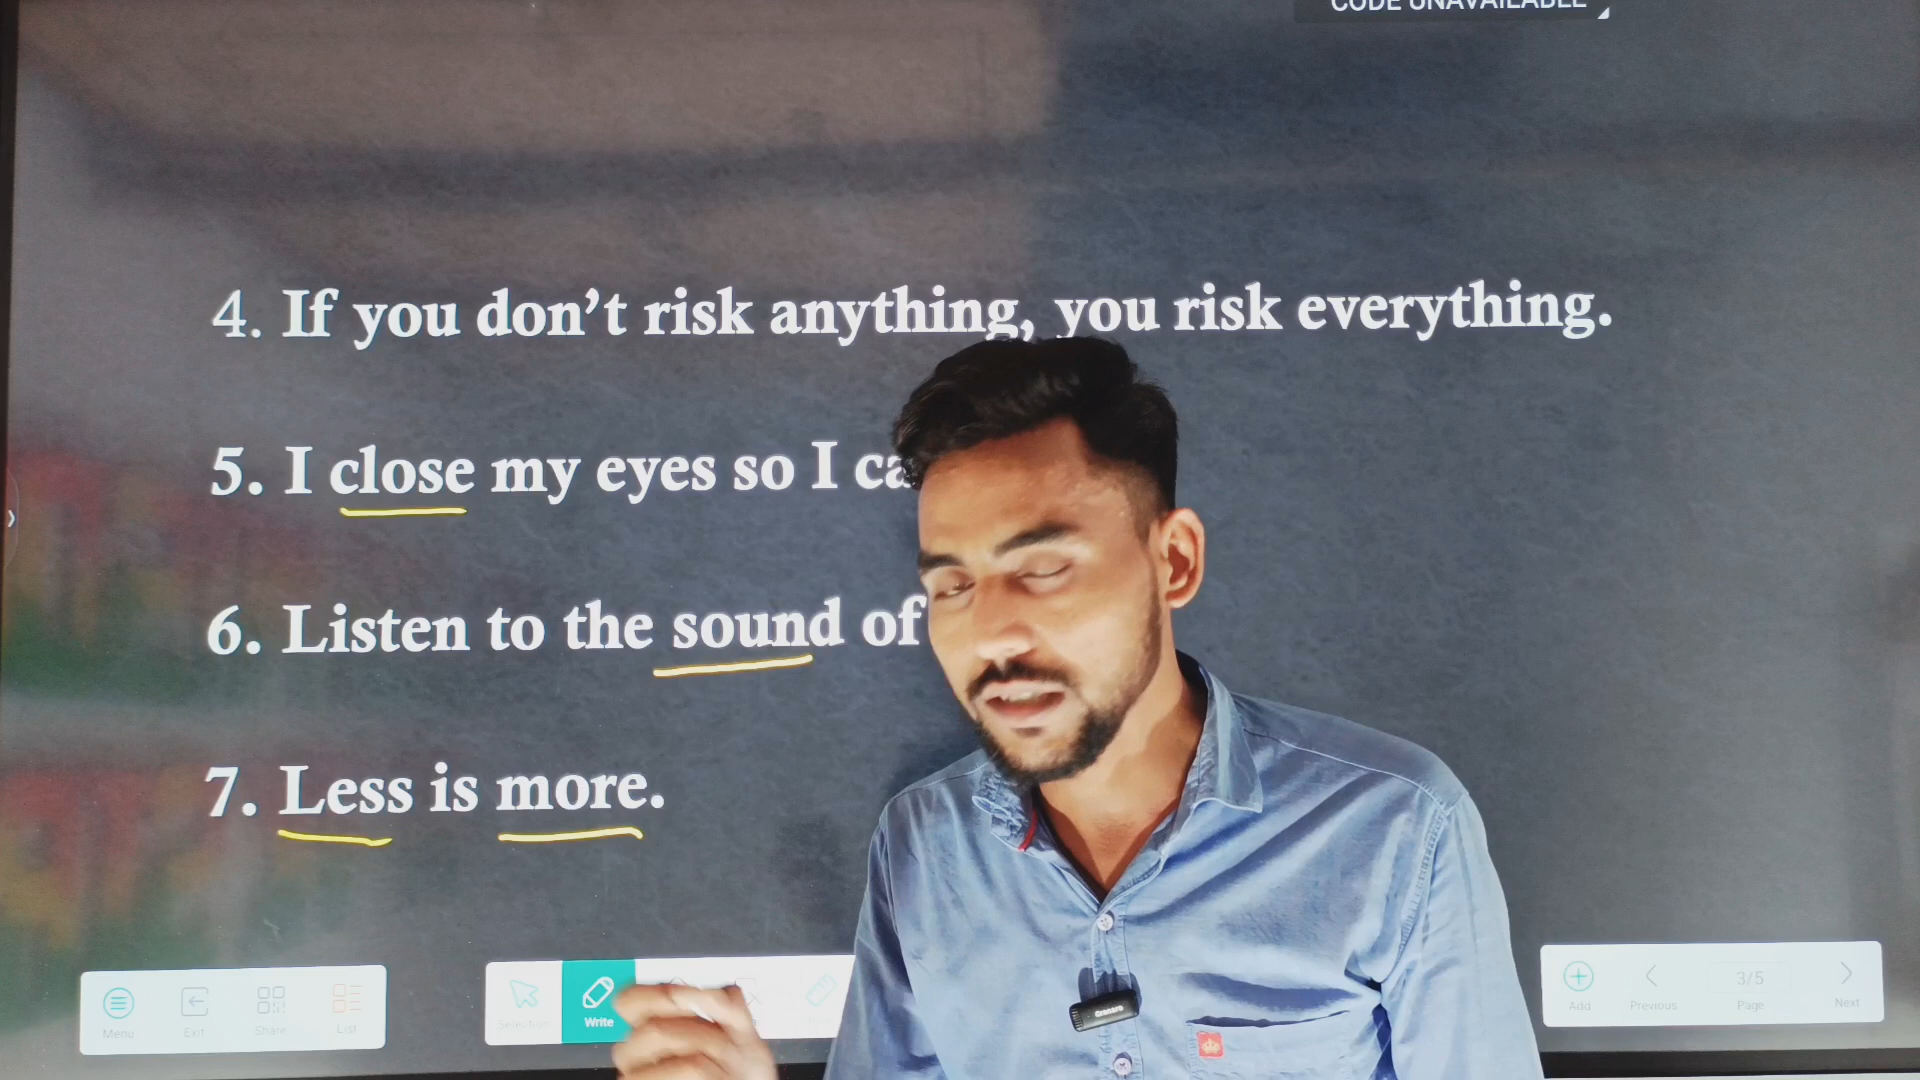 CODE UNAVAILABLE
4. If you don’t risk anything, you risk everything.
5. I close my eyes so I
6. Listen to the sound of
7. Less is more.
Menu Exit Share List
Selection Write
Add Previous 3/5 Page Next